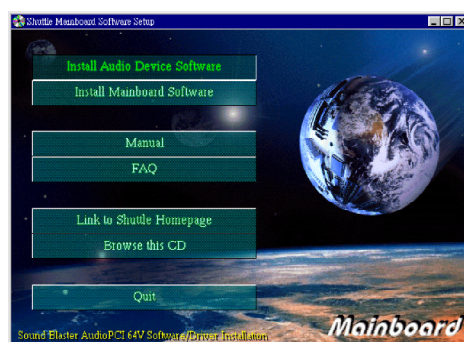 Shuttle Mainboard Software Setup
Install Audio Device Software
Install Mainboard Software
Manual
FAQ
Link to Shuttle Homepage
Browse this CD
Quit
Sound Blaster AudioPCI 64V Software/Driver Installation
Mainboard